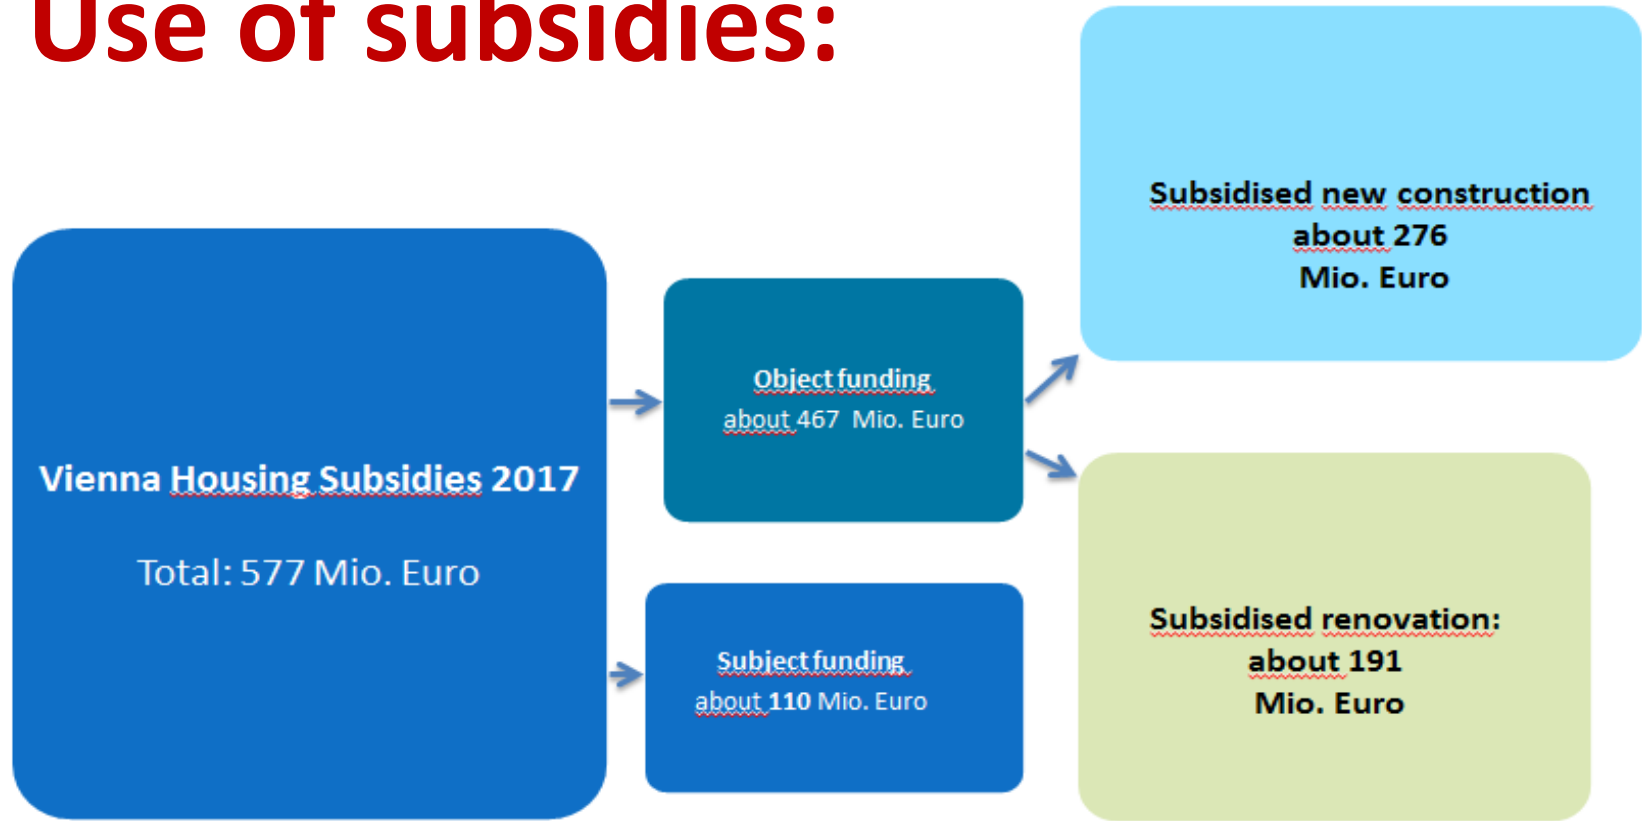 Use of subsidies:
Subsidised new construction
about 276
Mio. Euro
Object funding
about 467 Mio. Euro
Vienna Housing Subsidies 2017
Total: 577 Mio. Euro
Subject funding
about 110 Mio. Euro
Subsidised renovation:
about 191
Mio. Euro